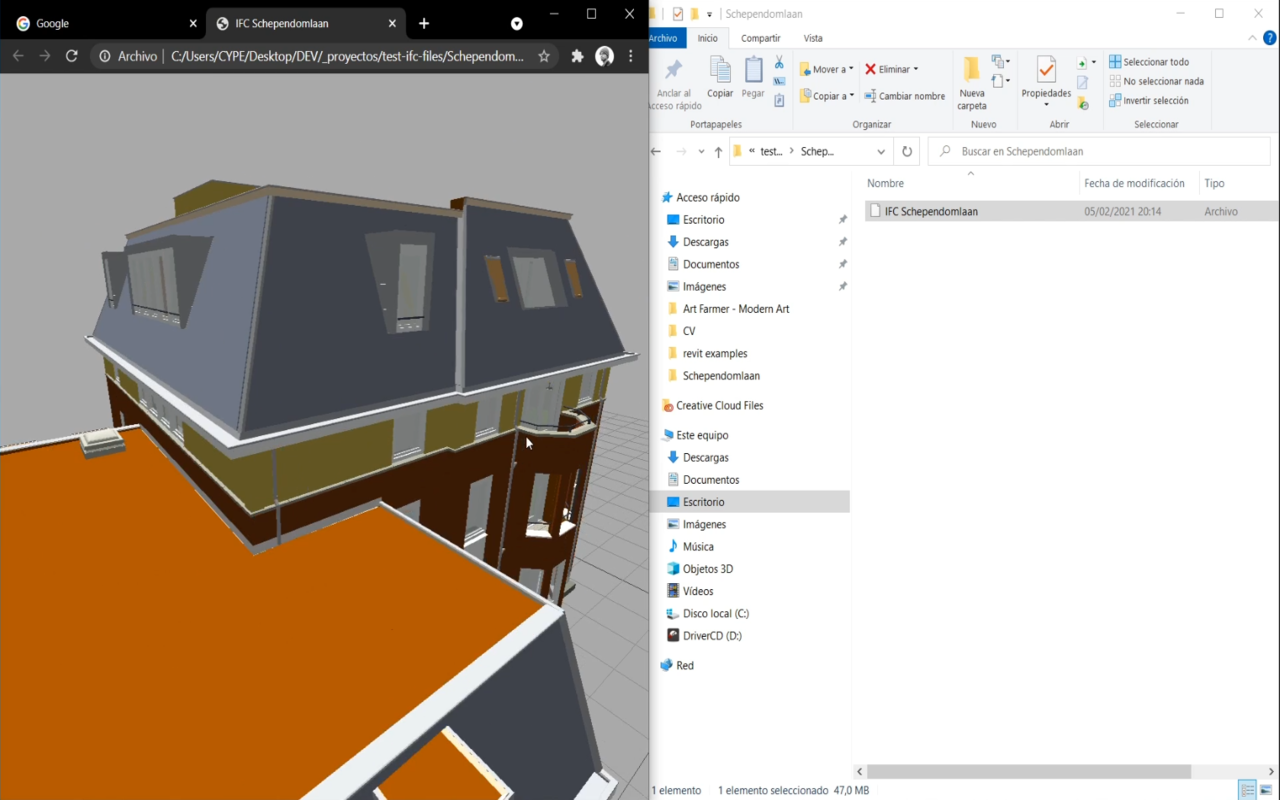 Google
IFC Schependomlaan
Archivo | C:/Users/CYPE/Desktop/DEV/_proyectos/test-ifc-files/Schependom...
Schependomlaan
Archivo
Inicio
Compartir
Vista
Anclar al
Acceso rápido
Copiar
Pegar
Mover a
Copiar a
Eliminar
Cambiar nombre
Nueva
carpeta
Propiedades
Seleccionar todo
No seleccionar nada
Invertir selección
Portapapeles
Organizar
Nuevo
Abrir
Seleccionar
« test... > Schep...
Buscar en Schependomlaan
Nombre
Fecha de modificación
Tipo
IFC Schependomlaan
05/02/2021 20:14
Archivo
Acceso rápido
Escritorio
Descargas
Documentos
Imágenes
Art Farmer - Modern Art
CV
revit examples
Schependomlaan
Creative Cloud Files
Este equipo
Descargas
Documentos
Escritorio
Imágenes
Música
Objetos 3D
Vídeos
Disco local (C:)
DriverCD (D:)
Red
1 elemento
1 elemento seleccionado 47,0 MB